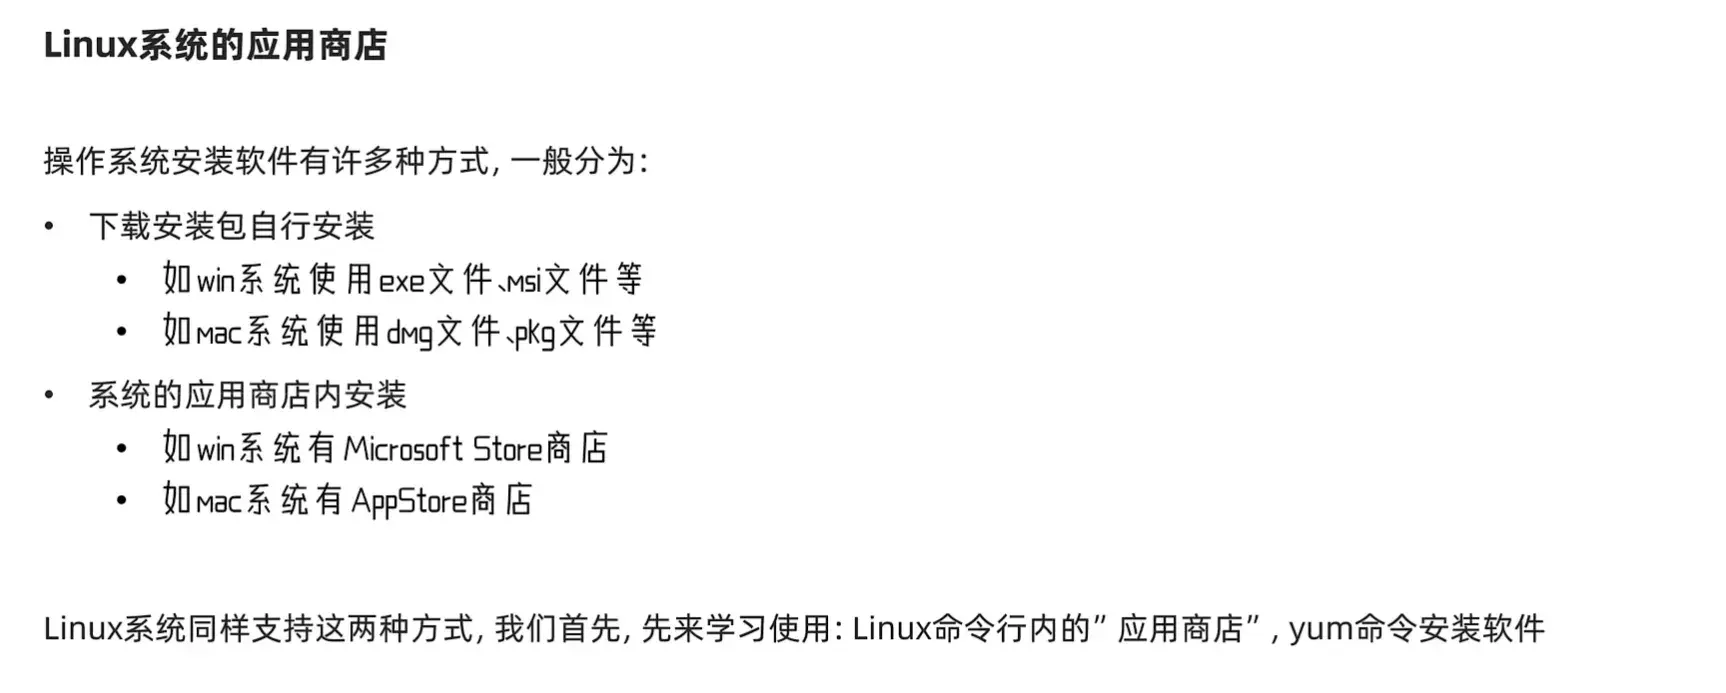 Linux系统的应用商店
操作系统安装软件有许多种方式, 一般分为:
• 下载安装包自行安装
• 如win系统使用exe文件、msi文件等
• 如mac系统使用dmg文件、pkg文件等
• 系统的应用商店内安装
• 如win系统有Microsoft Store商店
• 如mac系统有AppStore商店
Linux系统同样支持这两种方式, 我们首先, 先来学习使用: Linux命令行内的” 应用商店” , yum命令安装软件